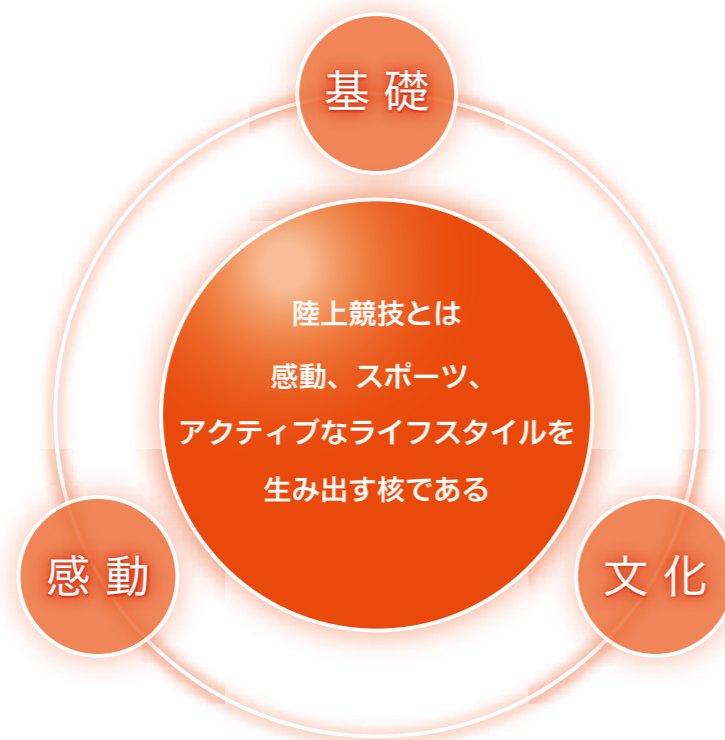 基礎
陸上競技とは
感動、スポーツ、
アクティブなライフスタイルを
生み出す核である
感動
文化